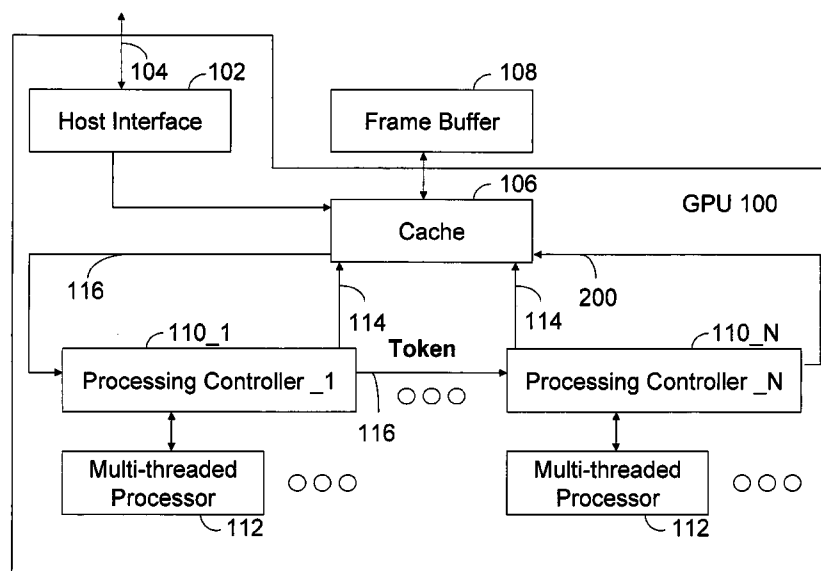 104
102
Host Interface
108
Frame Buffer
106
GPU 100
Cache
116
114
114
200
110_1
Token
110_N
Processing Controller _1
Processing Controller _N
116
Multi-threaded
Processor
Multi-threaded
Processor
112
112